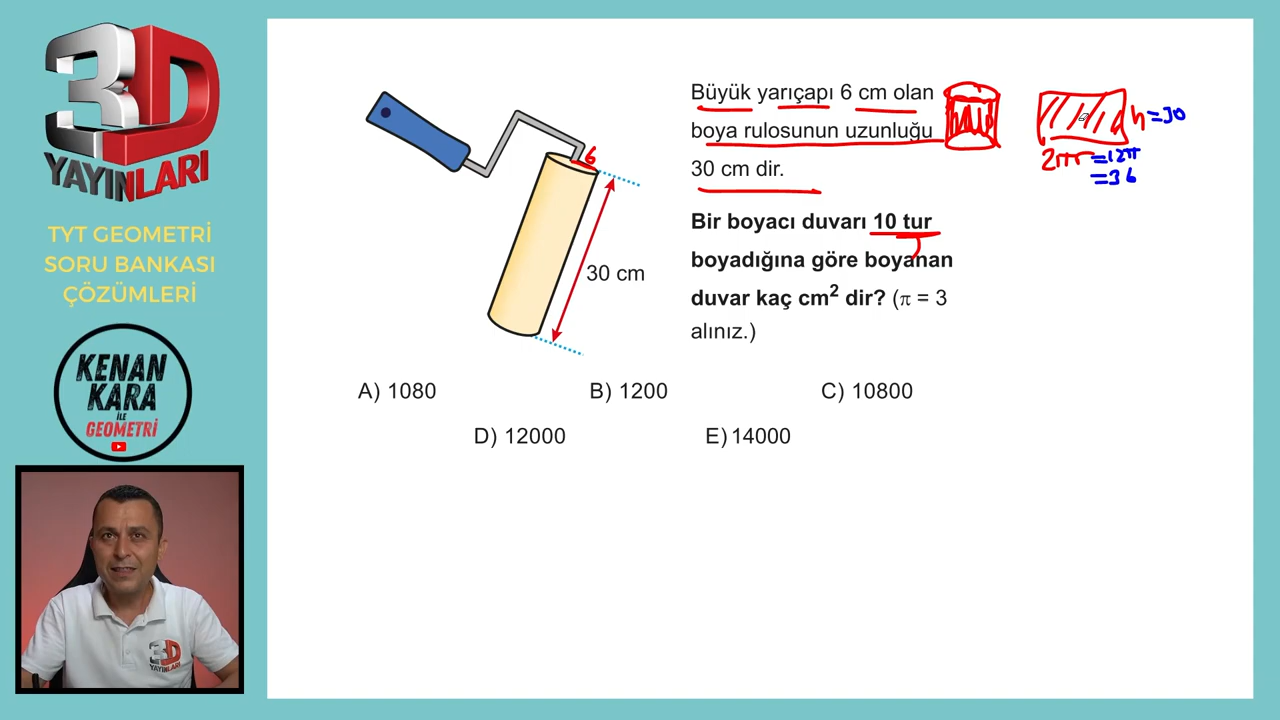 3D
YAYINLARI
TYT GEOMETRİ
SORU BANKASI
ÇÖZÜMLERİ
KENAN
KARA
İLE
GEOMETRİ
3D
YAYINLARI
6
30 cm
Büyük yarıçapı 6 cm olan
boya rulosunun uzunluğu
30 cm dir.
Bir boyacı duvarı 10 tur
boyadığına göre boyanan
duvar kaç cm² dir? (π = 3
alınız.)
h=30
2πr=12π
=36
A) 1080
B) 1200
C) 10800
D) 12000
E) 14000